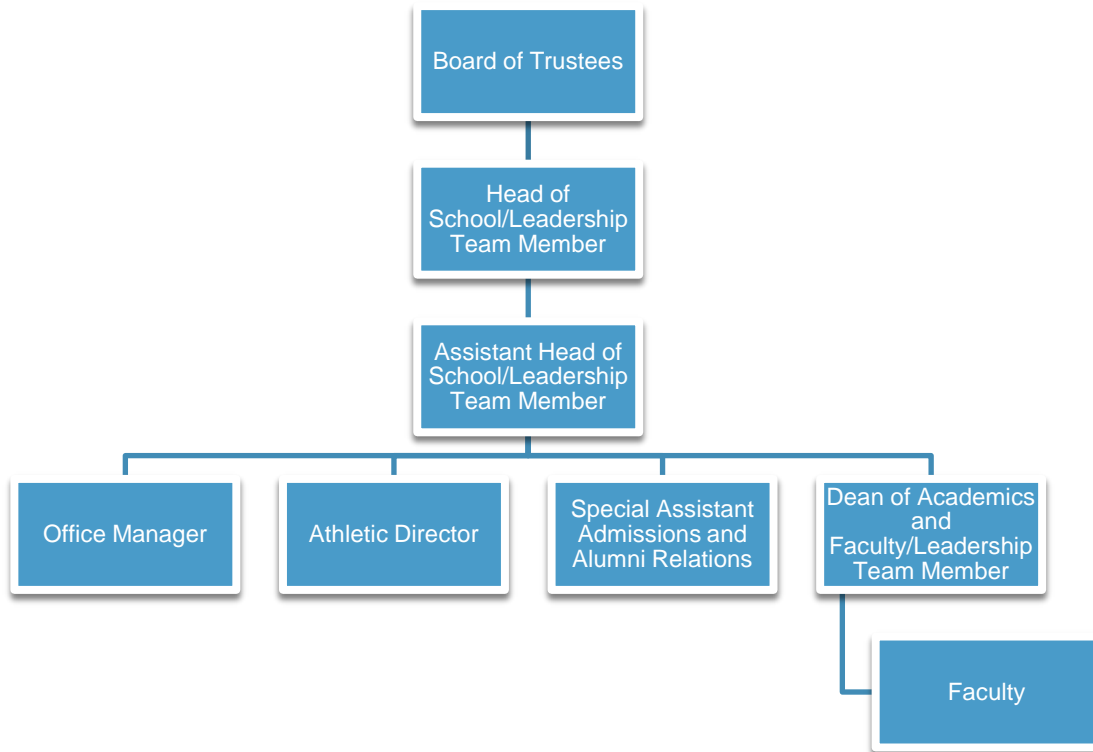 Board of Trustees
Head of
School/Leadership
Team Member
Assistant Head of
School/Leadership
Team Member
Office Manager
Athletic Director
Special Assistant
Admissions and
Alumni Relations
Dean of Academics
and
Faculty/Leadership
Team Member
Faculty